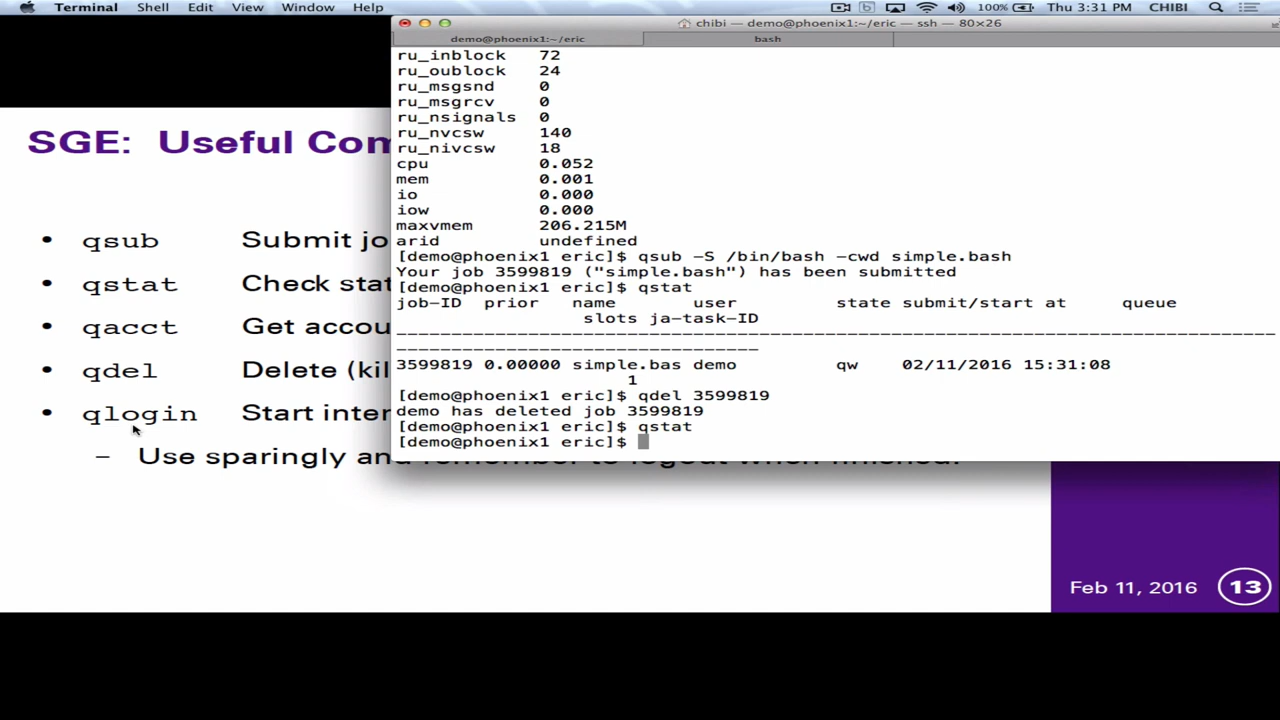 Terminal Shell Edit View Window Help 100% Thu 3:31 PM CHIBI
chibi — demo@phoenix1:~/eric — ssh — 80×26
demo@phoenix1:~/eric bash
ru_inblock 72
ru_oublock 24
ru_msgsnd 0
ru_msgrcv 0
ru_nsignals 0
ru_nvcsw 140
ru_nivcsw 18
cpu 0.052
mem 0.001
io 0.000
iow 0.000
maxvmem 206.215M
arid undefined
[demo@phoenix1 eric]$ qsub -S /bin/bash -cwd simple.bash
Your job 3599819 ("simple.bash") has been submitted
[demo@phoenix1 eric]$ qstat
job-ID prior name user state submit/start at queue
slots ja-task-ID
--------------------------------------------------------------------------------
---------------------------------
3599819 0.00000 simple.bas demo qw 02/11/2016 15:31:08
1
[demo@phoenix1 eric]$ qdel 3599819
demo has deleted job 3599819
[demo@phoenix1 eric]$ qstat
[demo@phoenix1 eric]$
SGE: Useful Com
• qsub Submit jo
• qstat Check stat
• qacct Get accou
• qdel Delete (kil
• qlogin Start inter
– Use sparingly and remember to logout when finished.
Feb 11, 2016 13